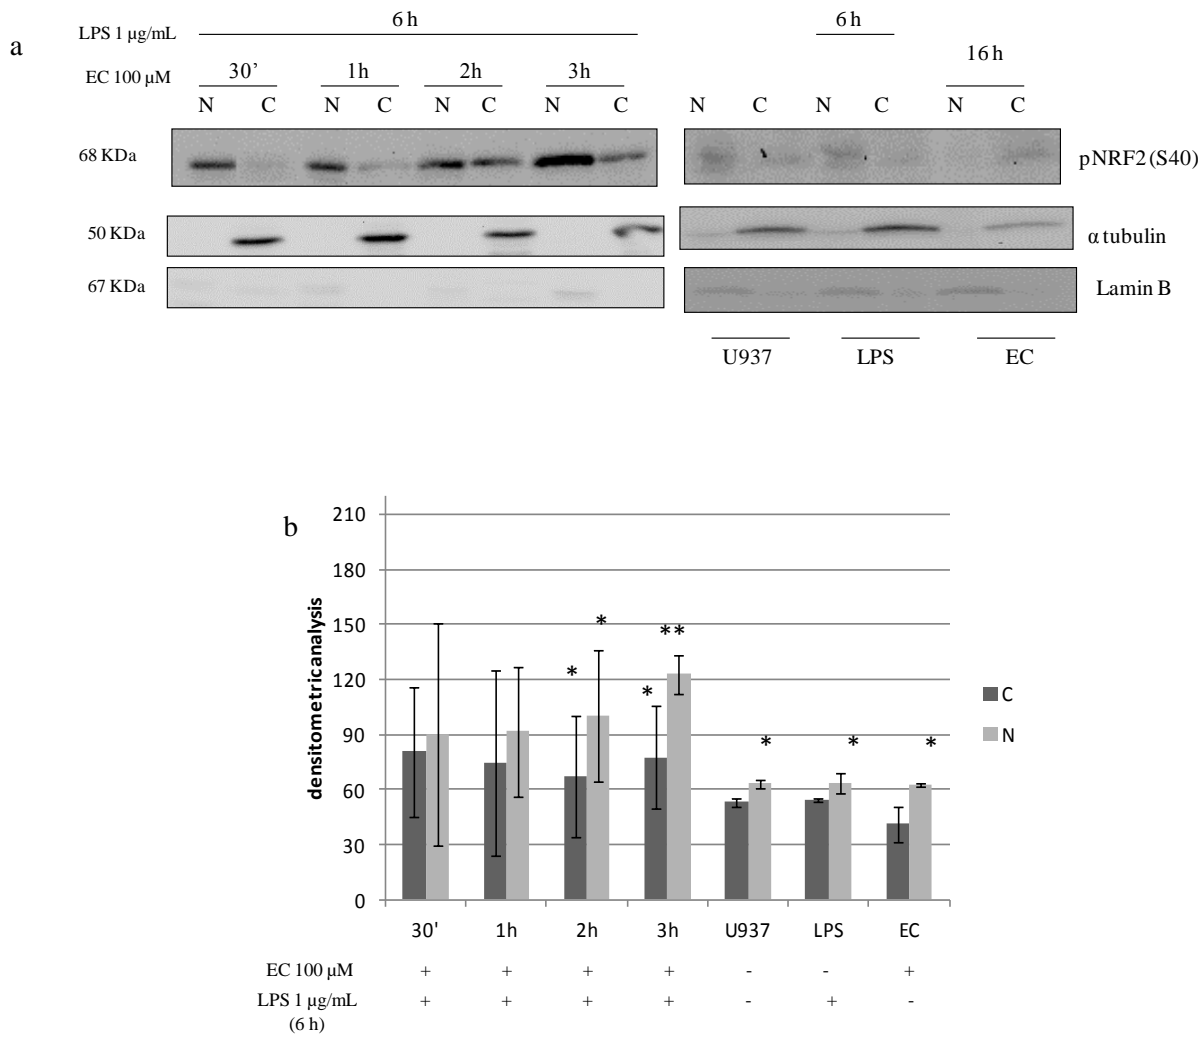 a
LPS 1 µg/mL
6 h
6 h
EC 100 µM
30’
1h
2h
3h
16 h
N C N C N C N C
N C N C N C
68 KDa
pNRF2 (S40)
50 KDa
α tubulin
67 KDa
Lamin B
U937 LPS EC
b
densitometricanalysis
210
180
150
120
90
60
30
0
* * * ** * * *
C
N
30' 1h 2h 3h U937 LPS EC
EC 100 µM + + + + - - +
LPS 1 µg/mL + + + + - + -
(6 h)